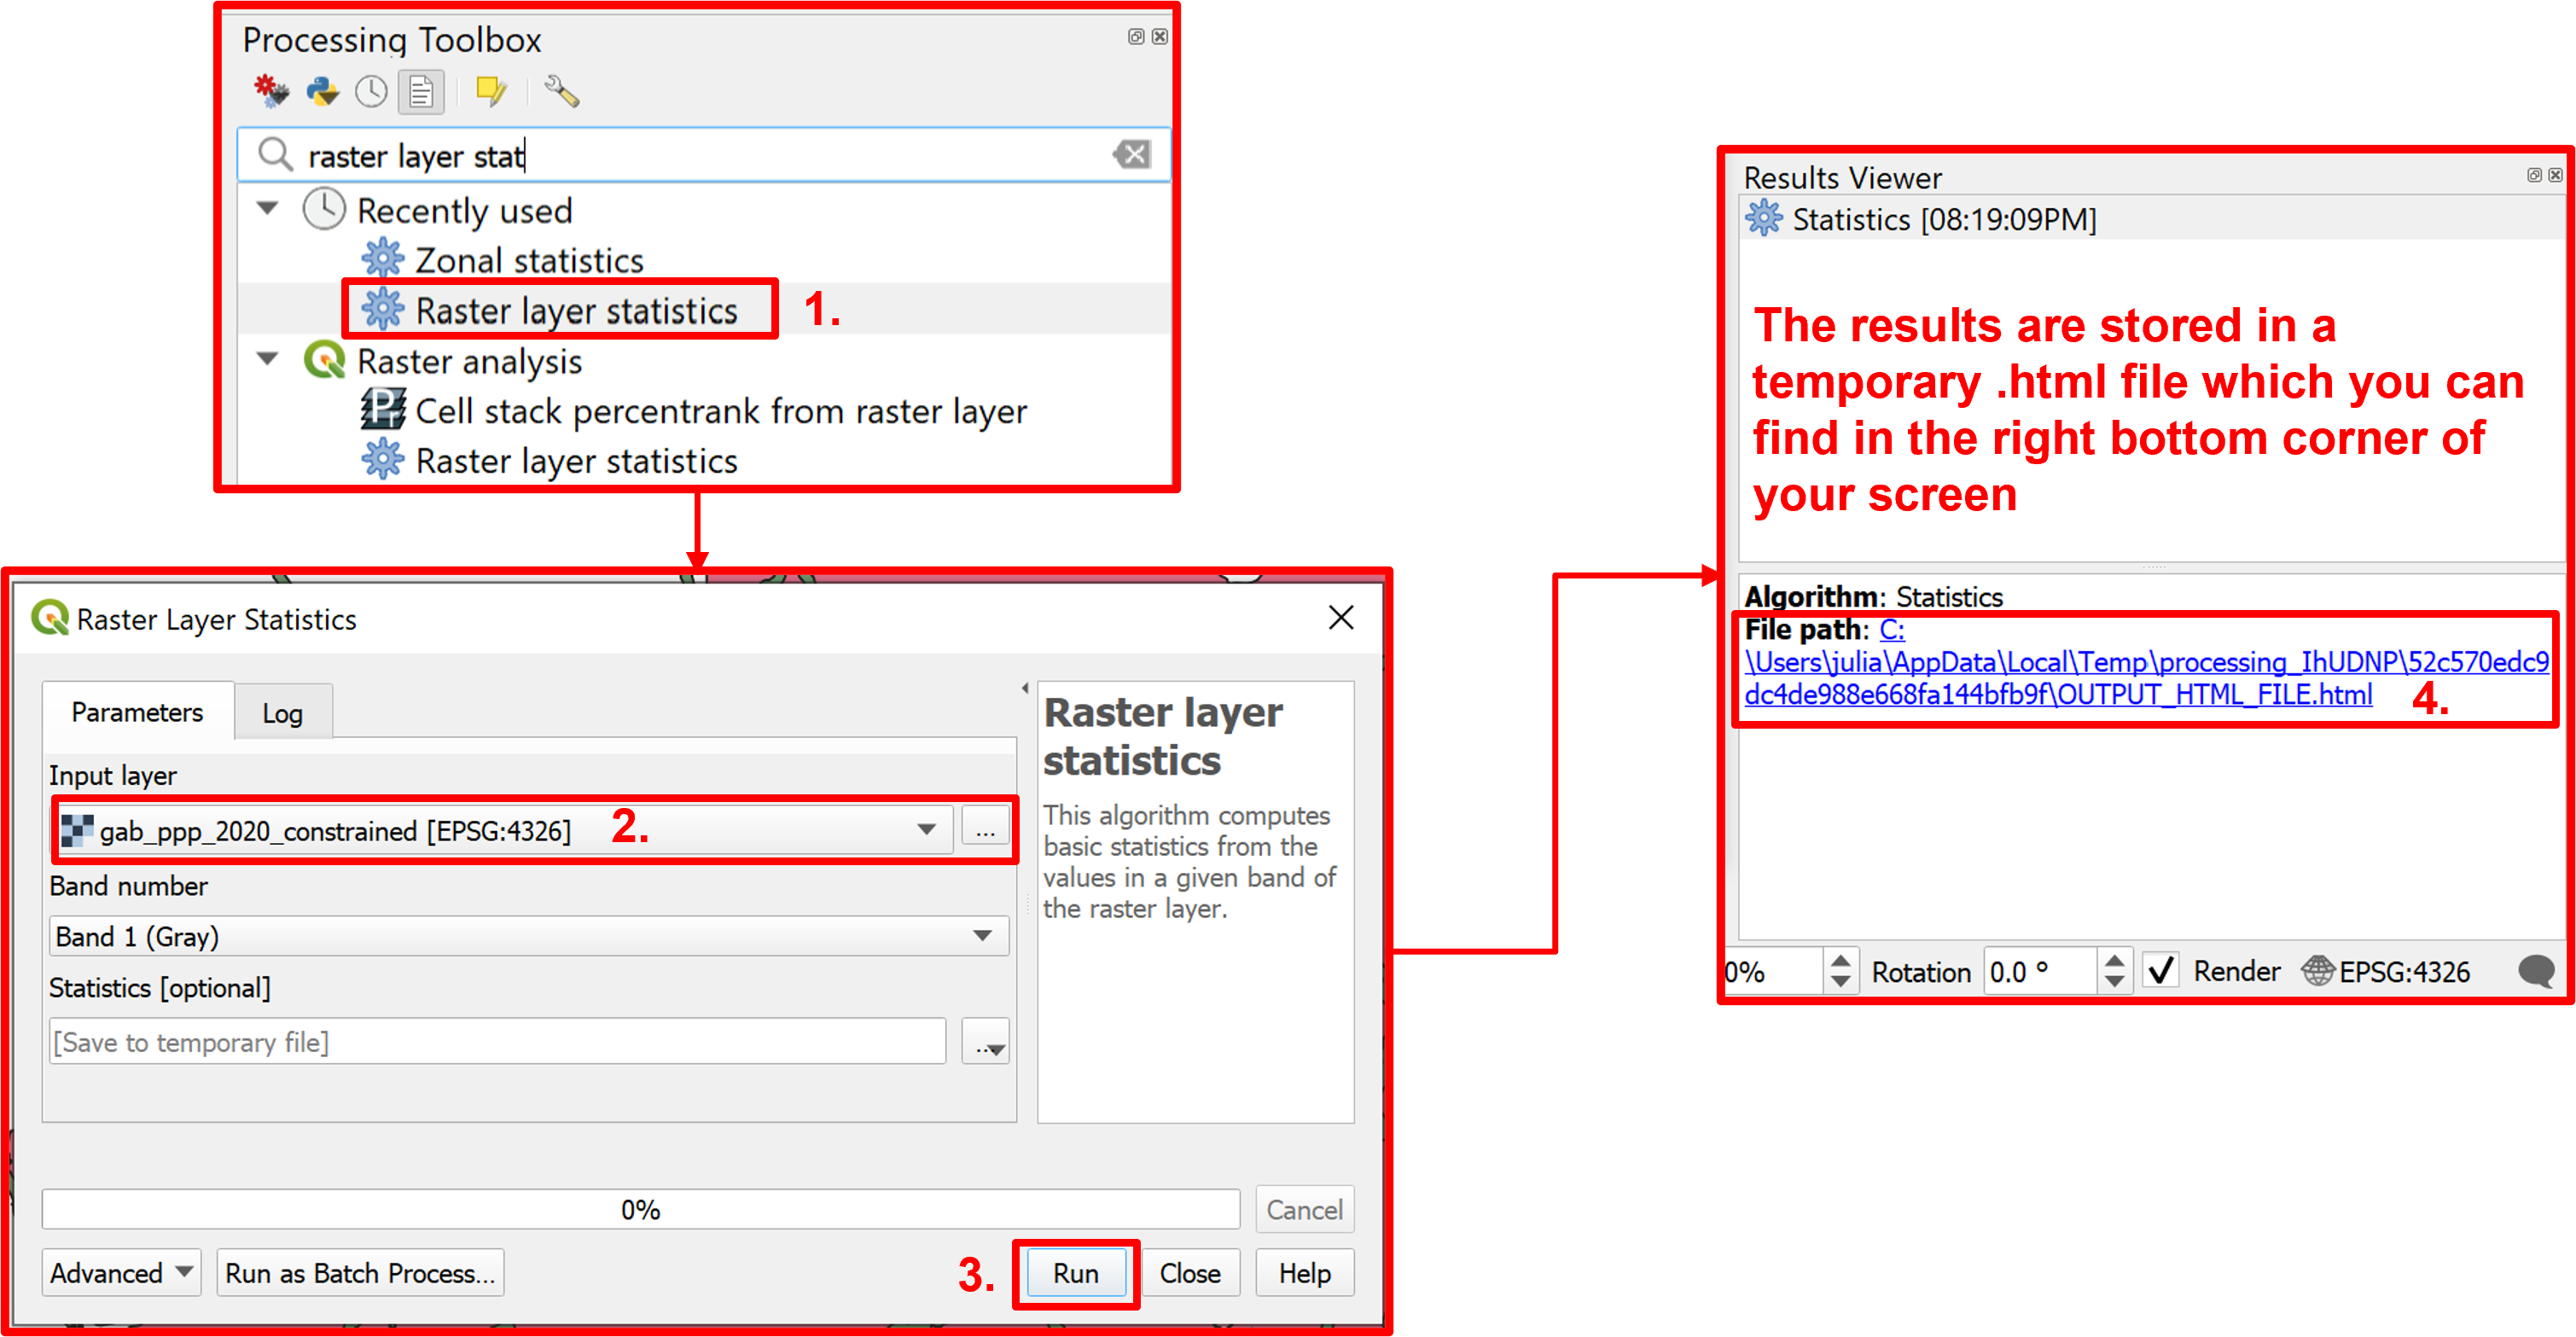 Processing Toolbox
raster layer stat
Recently used
Zonal statistics
Raster layer statistics
1.
Raster analysis
Cell stack percentrank from raster layer
Raster layer statistics
Raster Layer Statistics
Parameters
Log
Input layer
gab_ppp_2020_constrained [EPSG:4326]
2.
...
Band number
Band 1 (Gray)
Statistics [optional]
[Save to temporary file]
...
Raster layer
statistics
This algorithm computes
basic statistics from the
values in a given band of
the raster layer.
0%
Cancel
Advanced
Run as Batch Process...
3.
Run
Close
Help
Results Viewer
Statistics [08:19:09PM]
The results are stored in a
temporary .html file which you can
find in the right bottom corner of
your screen
Algorithm: Statistics
File path: C:
\Users\julia\AppData\Local\Temp\processing_IhUDNP\52c570edc9
dc4de988e668fa144bfb9f\OUTPUT_HTML_FILE.html
4.
0%
Rotation
0.0 °
Render
EPSG:4326